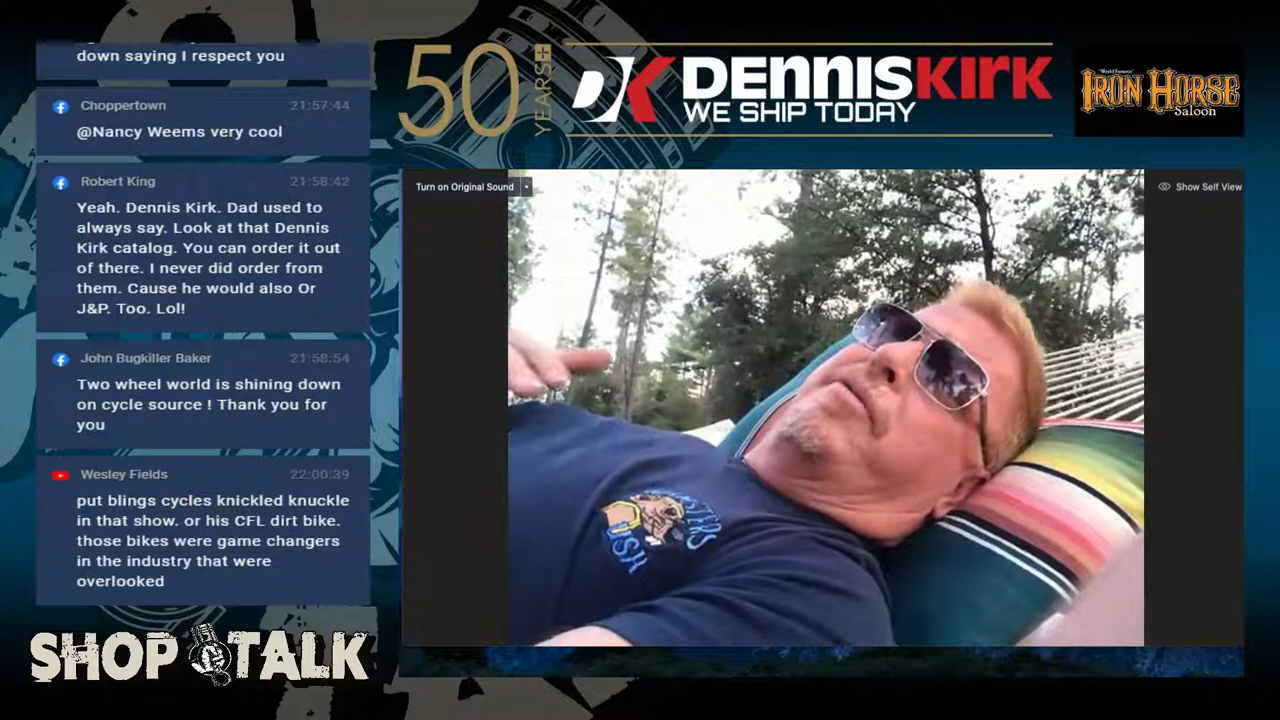 down saying I respect you
Choppertown 21:57:44
@Nancy Weems very cool
Robert King 21:58:42
Yeah. Dennis Kirk. Dad used to
always say. Look at that Dennis
Kirk catalog. You can order it out
of there. I never did order from
them. Cause he would also Or
J&P. Too. Lol!
John Bugkiller Baker 21:58:54
Two wheel world is shining down
on cycle source ! Thank you for
you
Wesley Fields 22:00:39
put blings cycles knickled knuckle
in that show. or his CFL dirt bike.
those bikes were game changers
in the industry that were
overlooked
SHOP TALK
50 YEARS+
DK DENNIS KIRK
WE SHIP TODAY
"World Famous"
IRON HORSE
Saloon
Turn on Original Sound
Show Self View
USA